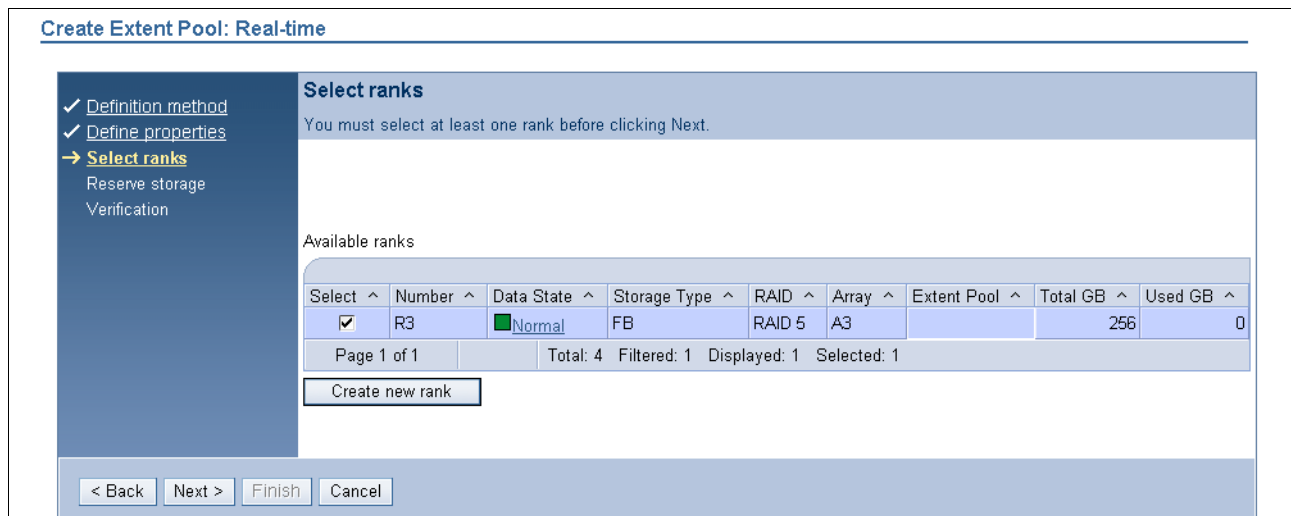 Create Extent Pool: Real-time
Definition method
Define properties
Select ranks
Reserve storage
Verification
Select ranks
You must select at least one rank before clicking Next.
Available ranks
Select Number Data State Storage Type RAID Array Extent Pool Total GB Used GB
R3 Normal FB RAID 5 A3 256 0
Page 1 of 1 Total: 4 Filtered: 1 Displayed: 1 Selected: 1
Create new rank
< Back Next > Finish Cancel